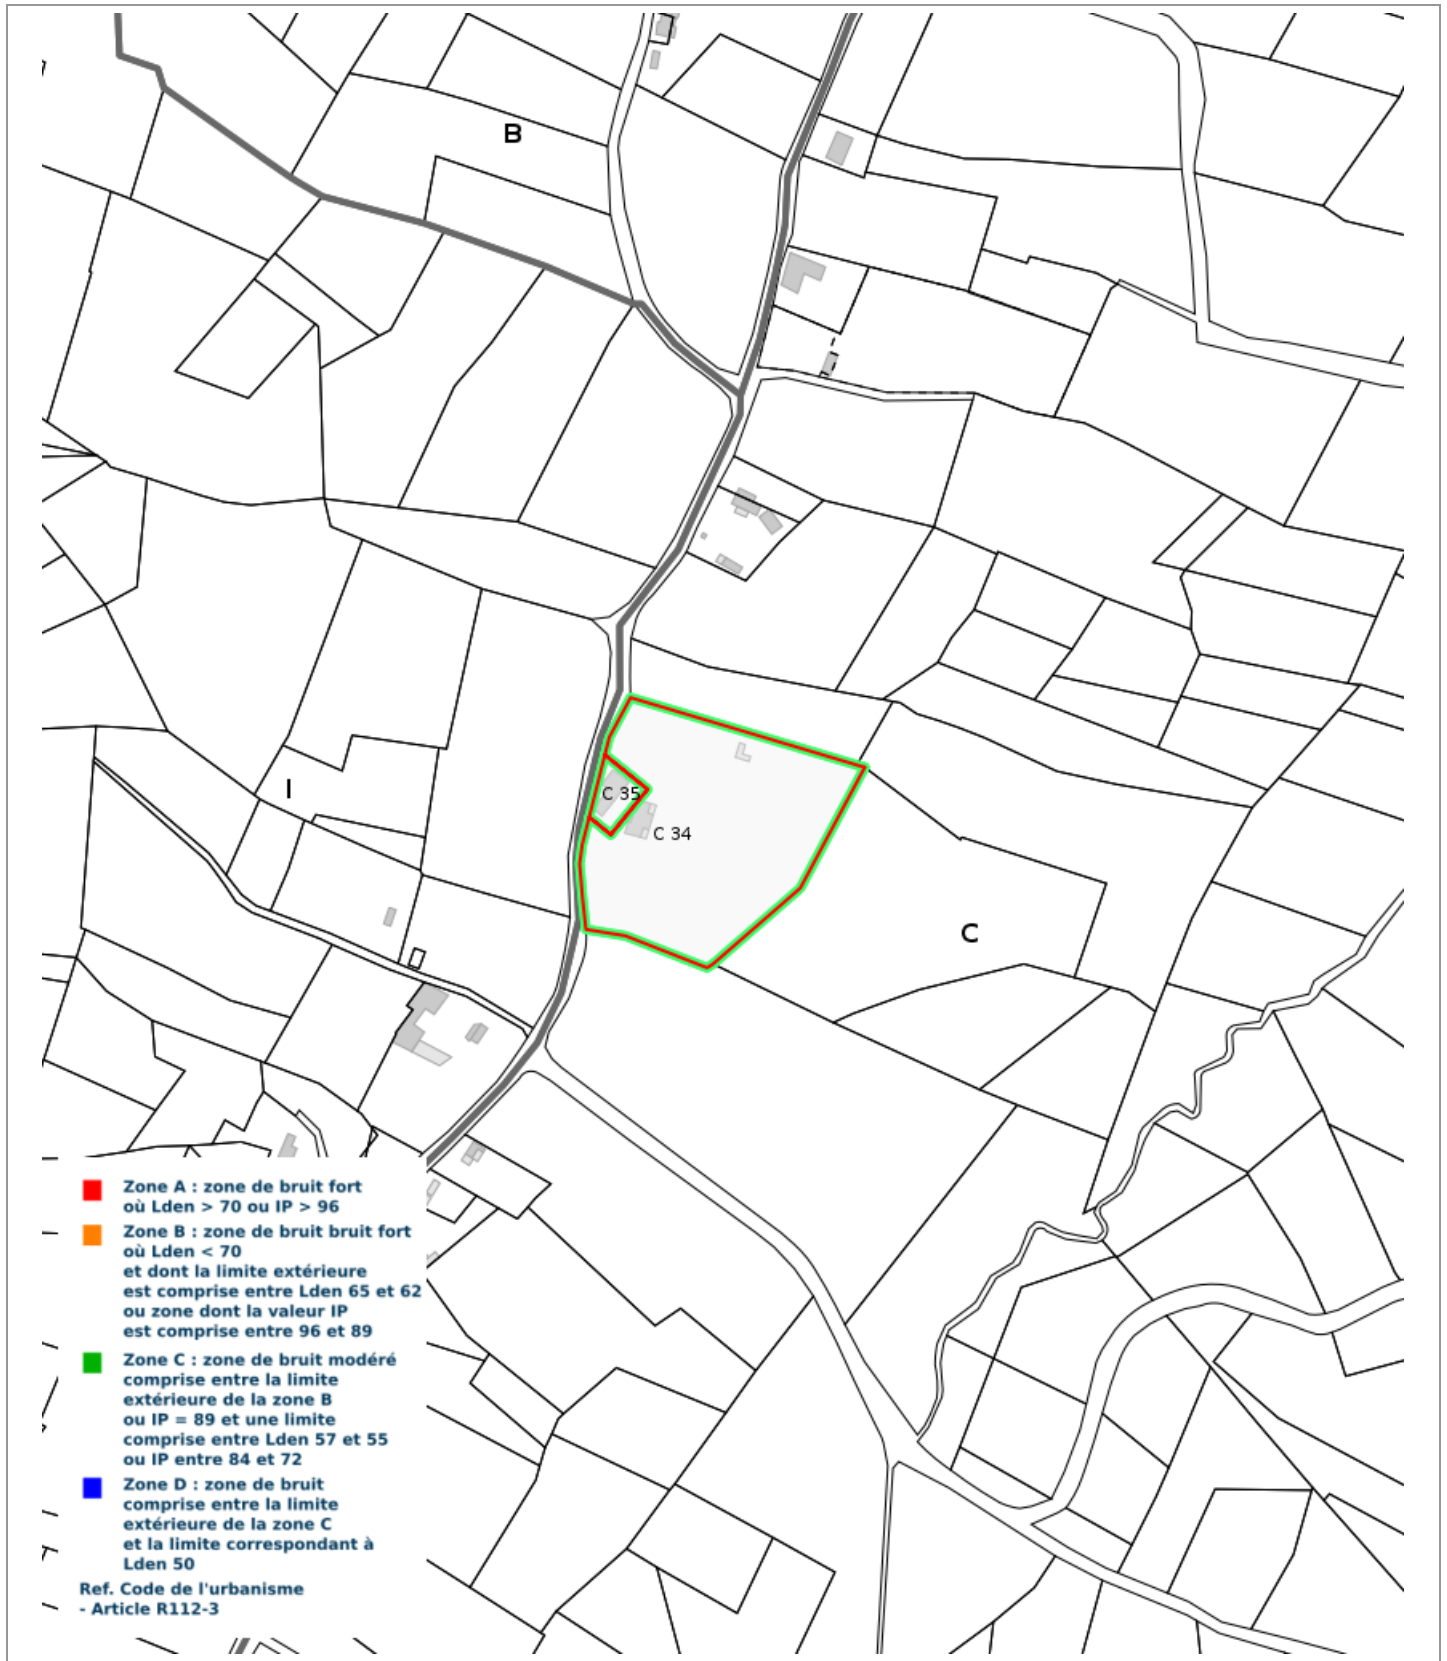 B
I
C 35
C 34
C
Zone A : zone de bruit fort
où Lden > 70 ou IP > 96
Zone B : zone de bruit bruit fort
où Lden < 70
et dont la limite extérieure
est comprise entre Lden 65 et 62
ou zone dont la valeur IP
est comprise entre 96 et 89
Zone C : zone de bruit modéré
comprise entre la limite
extérieure de la zone B
ou IP = 89 et une limite
comprise entre Lden 57 et 55
ou IP entre 84 et 72
Zone D : zone de bruit
comprise entre la limite
extérieure de la zone C
et la limite correspondant à
Lden 50
Ref. Code de l'urbanisme
- Article R112-3